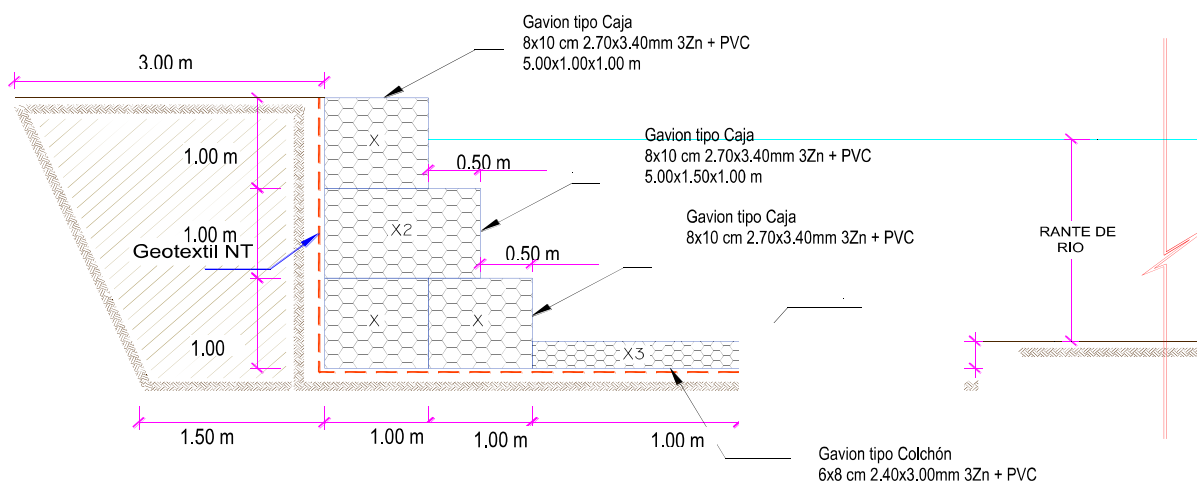 Gavion tipo Caja
8x10 cm 2.70x3.40mm 3Zn + PVC
5.00x1.00x1.00 m
3.00 m
X
1.00 m
0.50 m
Gavion tipo Caja
8x10 cm 2.70x3.40mm 3Zn + PVC
5.00x1.50x1.00 m
X2
1.00 m
Geotextil NT
0.50 m
Gavion tipo Caja
8x10 cm 2.70x3.40mm 3Zn + PVC
RANTE DE
RIO
X
X
1.00
X3
1.50 m
1.00 m
1.00 m
1.00 m
Gavion tipo Colchón
6x8 cm 2.40x3.00mm 3Zn + PVC